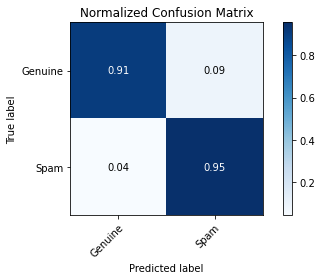 Normalized Confusion Matrix
Genuine
0.91
0.09
0.8
0.6
True label
0.4
Spam
0.04
0.95
0.2
Genuine
Spam
Predicted label